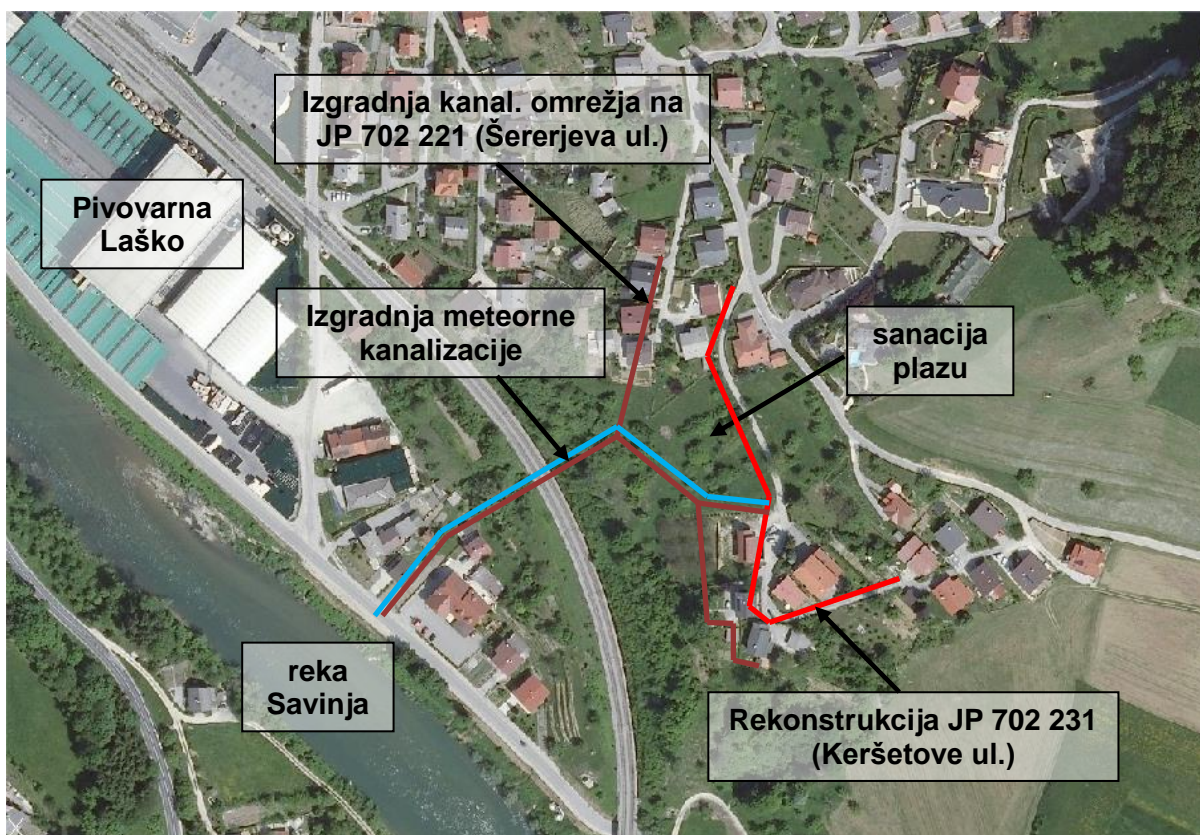 Izgradnja kanal. omrežja na
JP 702 221 (Šererjeva ul.)
Pivovarna
Laško
Izgradnja meteorne
kanalizacije
sanacija
plazu
reka
Savinja
Rekonstrukcija JP 702 231
(Keršetove ul.)